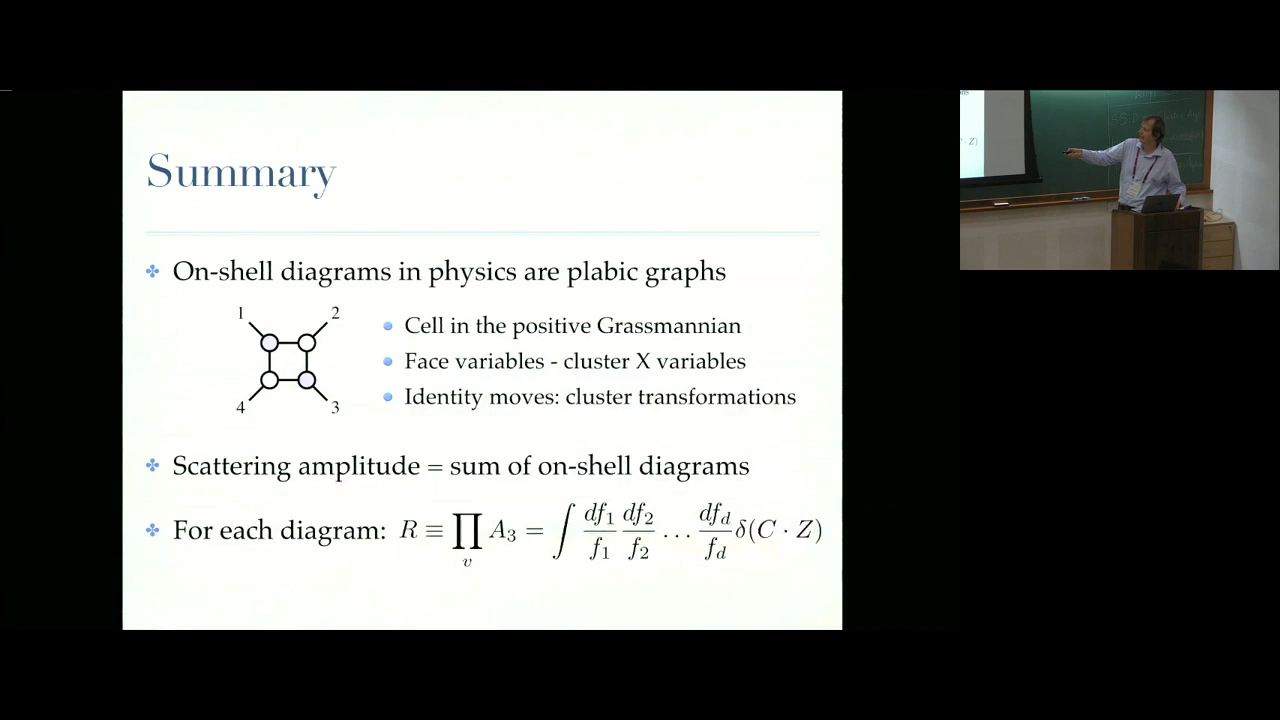 Summary
On-shell diagrams in physics are plabic graphs
1 2
Cell in the positive Grassmannian
Face variables - cluster X variables
Identity moves: cluster transformations
4 3
Scattering amplitude = sum of on-shell diagrams
For each diagram: R ≡ ∏_v A_3 = ∫ df_1/f_1 df_2/f_2 … df_d/f_d δ(C · Z)